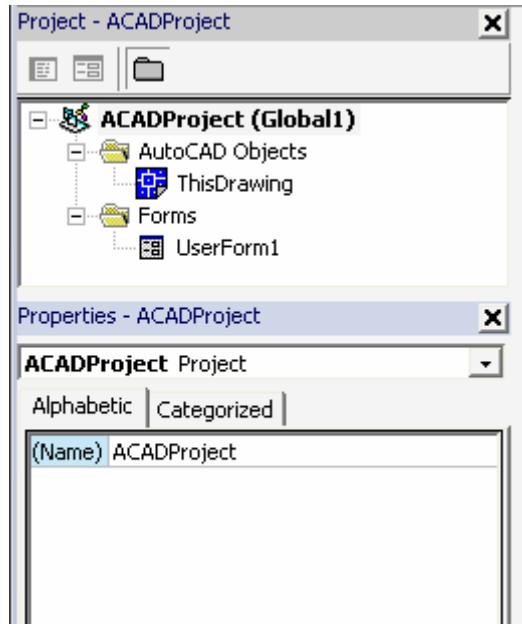 Project - ACADProject
ACADProject (Global1)
AutoCAD Objects
ThisDrawing
Forms
UserForm1
Properties - ACADProject
ACADProject Project
Alphabetic Categorized
(Name) ACADProject